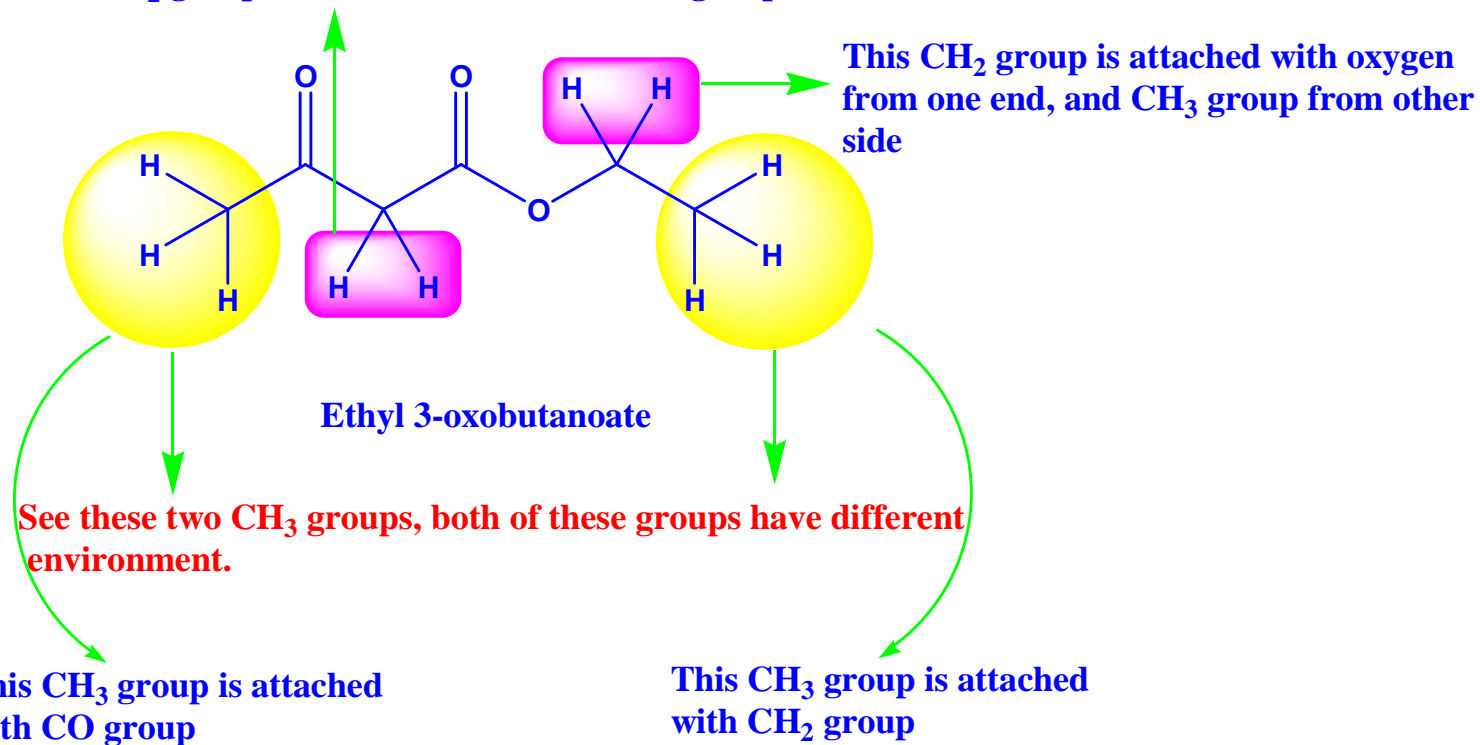 O O
H H
This CH₂ group is attached with oxygen
from one end, and CH₃ group from other
side
H H
O
H H
H H
H H
Ethyl 3-oxobutanoate
See these two CH₃ groups, both of these groups have different
environment.
CH₃ group is attached
CO group
This CH₃ group is attached
with CH₂ group